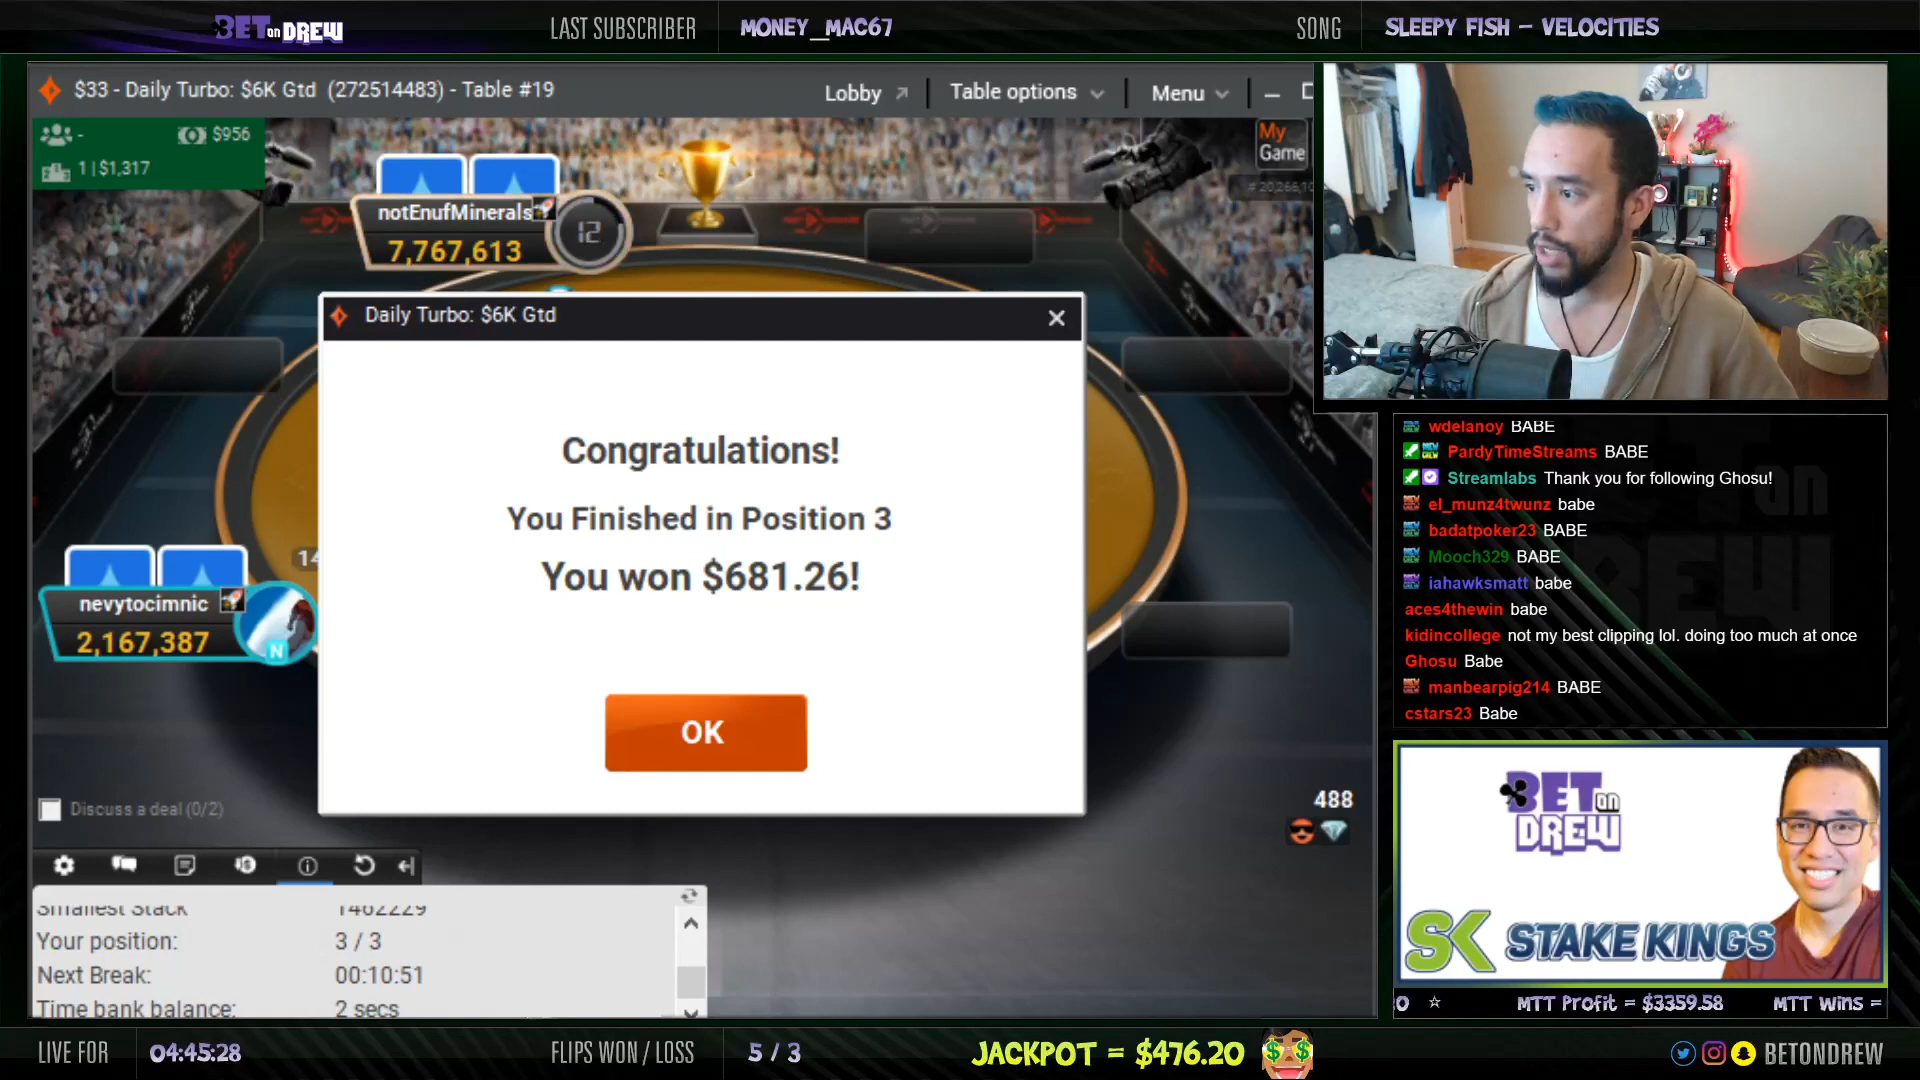 BET on DREW
LAST SUBSCRIBER
MONEY_MAC67
SONG
SLEEPY FISH – VELOCITIES
$33 - Daily Turbo: $6K Gtd (272514483) - Table #19
Lobby
Table options
Menu
-
$956
1 | $1,317
My
Game
notEnufMinerals
12
7,767,613
Daily Turbo: $6K Gtd
Congratulations!
You Finished in Position 3
You won $681.26!
OK
nevytocimnic
2,167,387
N
Discuss a deal (0/2)
488
Smallest Stack 1462229
Your position: 3 / 3
Next Break: 00:10:51
Time bank balance: 2 secs
wdelanoy BABE
PardyTimeStreams BABE
Streamlabs Thank you for following Ghosu!
el_munz4twunz babe
badatpoker23 BABE
Mooch329 BABE
iahawksmatt babe
aces4thewin babe
kidincollege not my best clipping lol. doing too much at once
Ghosu Babe
manbearpig214 BABE
cstars23 Babe
BET on
DREW
SK STAKE KINGS
MTT Profit = $3359.58 MTT Wins =
LIVE FOR
04:45:28
FLIPS WON / LOSS
5 / 3
JACKPOT = $476.20
BETONDREW